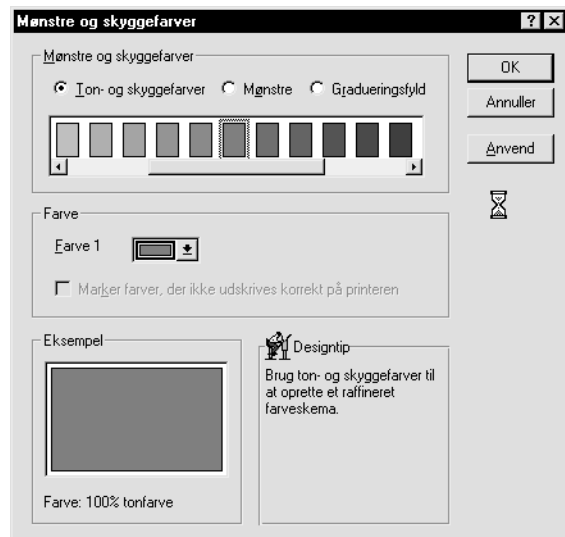 Mønstre og skyggefarver
Mønstre og skyggefarver
Ton- og skyggefarver Mønstre Gradueringsfyld
OK
Annuller
Anvend
Farve
Farve 1
Marker farver, der ikke udskrives korrekt på printeren
Eksempel
Farve: 100% tonfarve
Designtip
Brug ton- og skyggefarver til
at oprette et raffineret
farveskema.